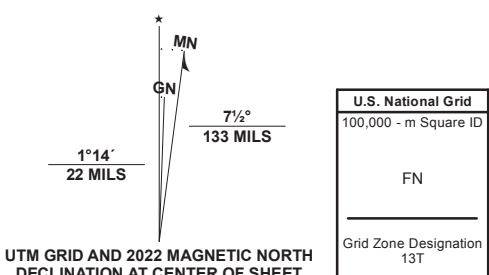 ★
MN
GN
7½°
133 MILS
1°14´
22 MILS
UTM GRID AND 2022 MAGNETIC NORTH
DECLINATION AT CENTER OF SHEET
U.S. National Grid
100,000 - m Square ID
FN
Grid Zone Designation
13T